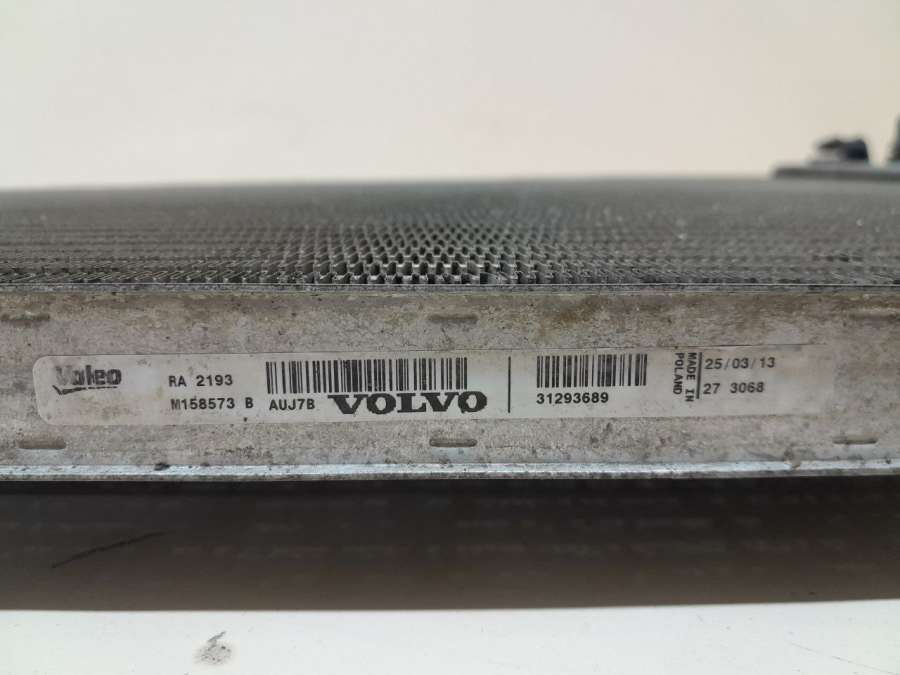 Valeo
RA 2193
M158573 B AUJ7B
VOLVO
31293689
MADE IN
POLAND
25/03/13
27 3068